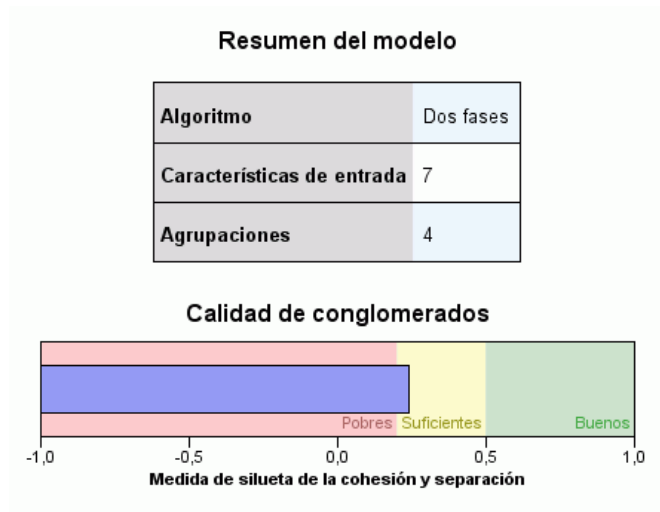 Resumen del modelo
Algoritmo Dos fases
Características de entrada 7
Agrupaciones 4
Calidad de conglomerados
Pobres Suficientes Buenos
-1,0 -0,5 0,0 0,5 1,0
Medida de silueta de la cohesión y separación